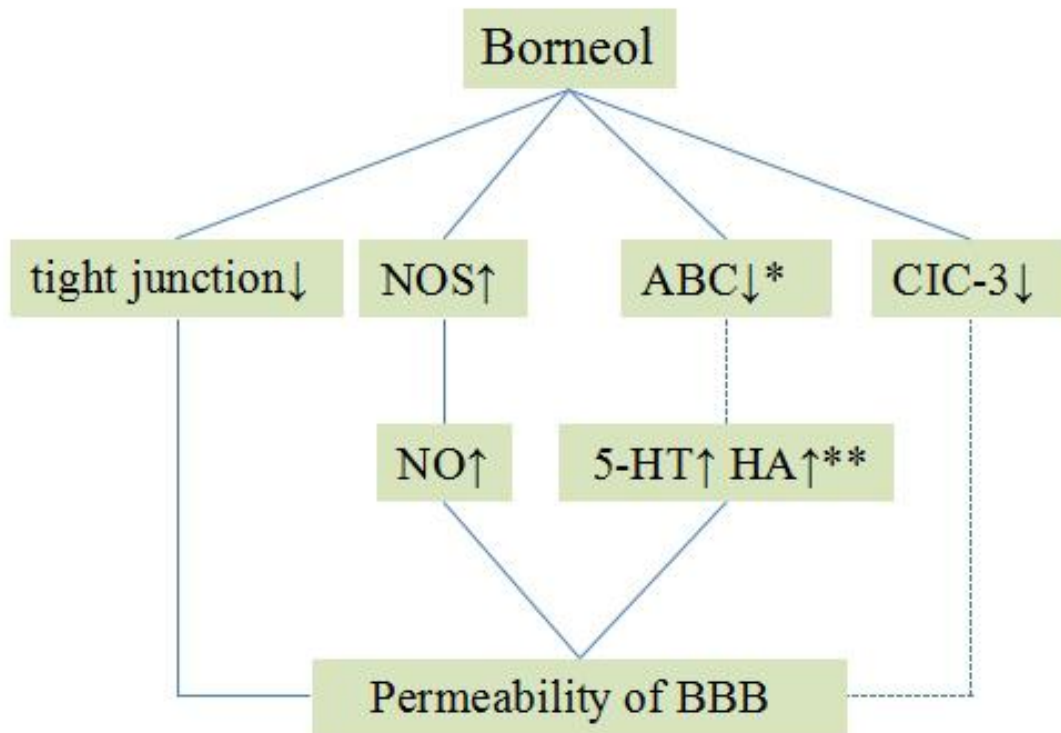 Borneol
tight junction↓
NOS↑
ABC↓*
CIC-3↓
NO↑
5-HT↑ HA↑**
Permeability of BBB